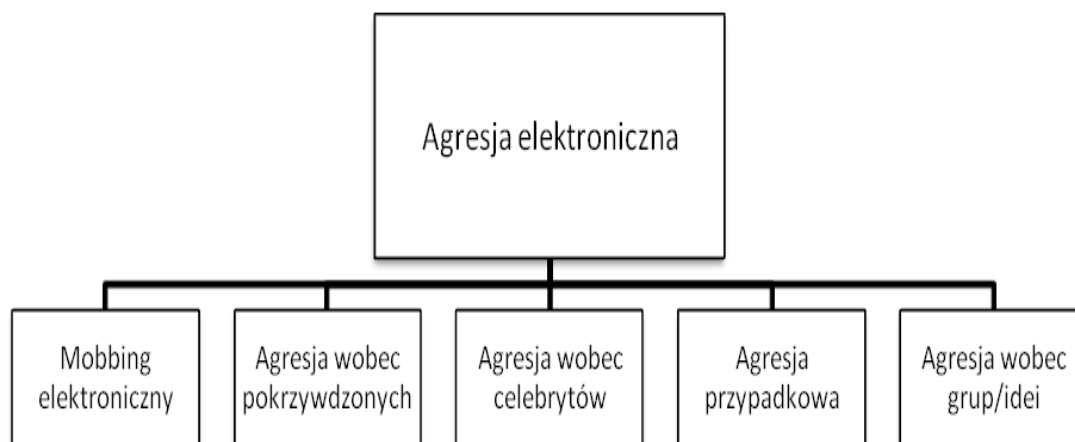 Agresja elektroniczna
Mobbing
elektroniczny
Agresja wobec
pokrzywdzonych
Agresja wobec
celebrytów
Agresja
przypadkowa
Agresja wobec
grup/idei